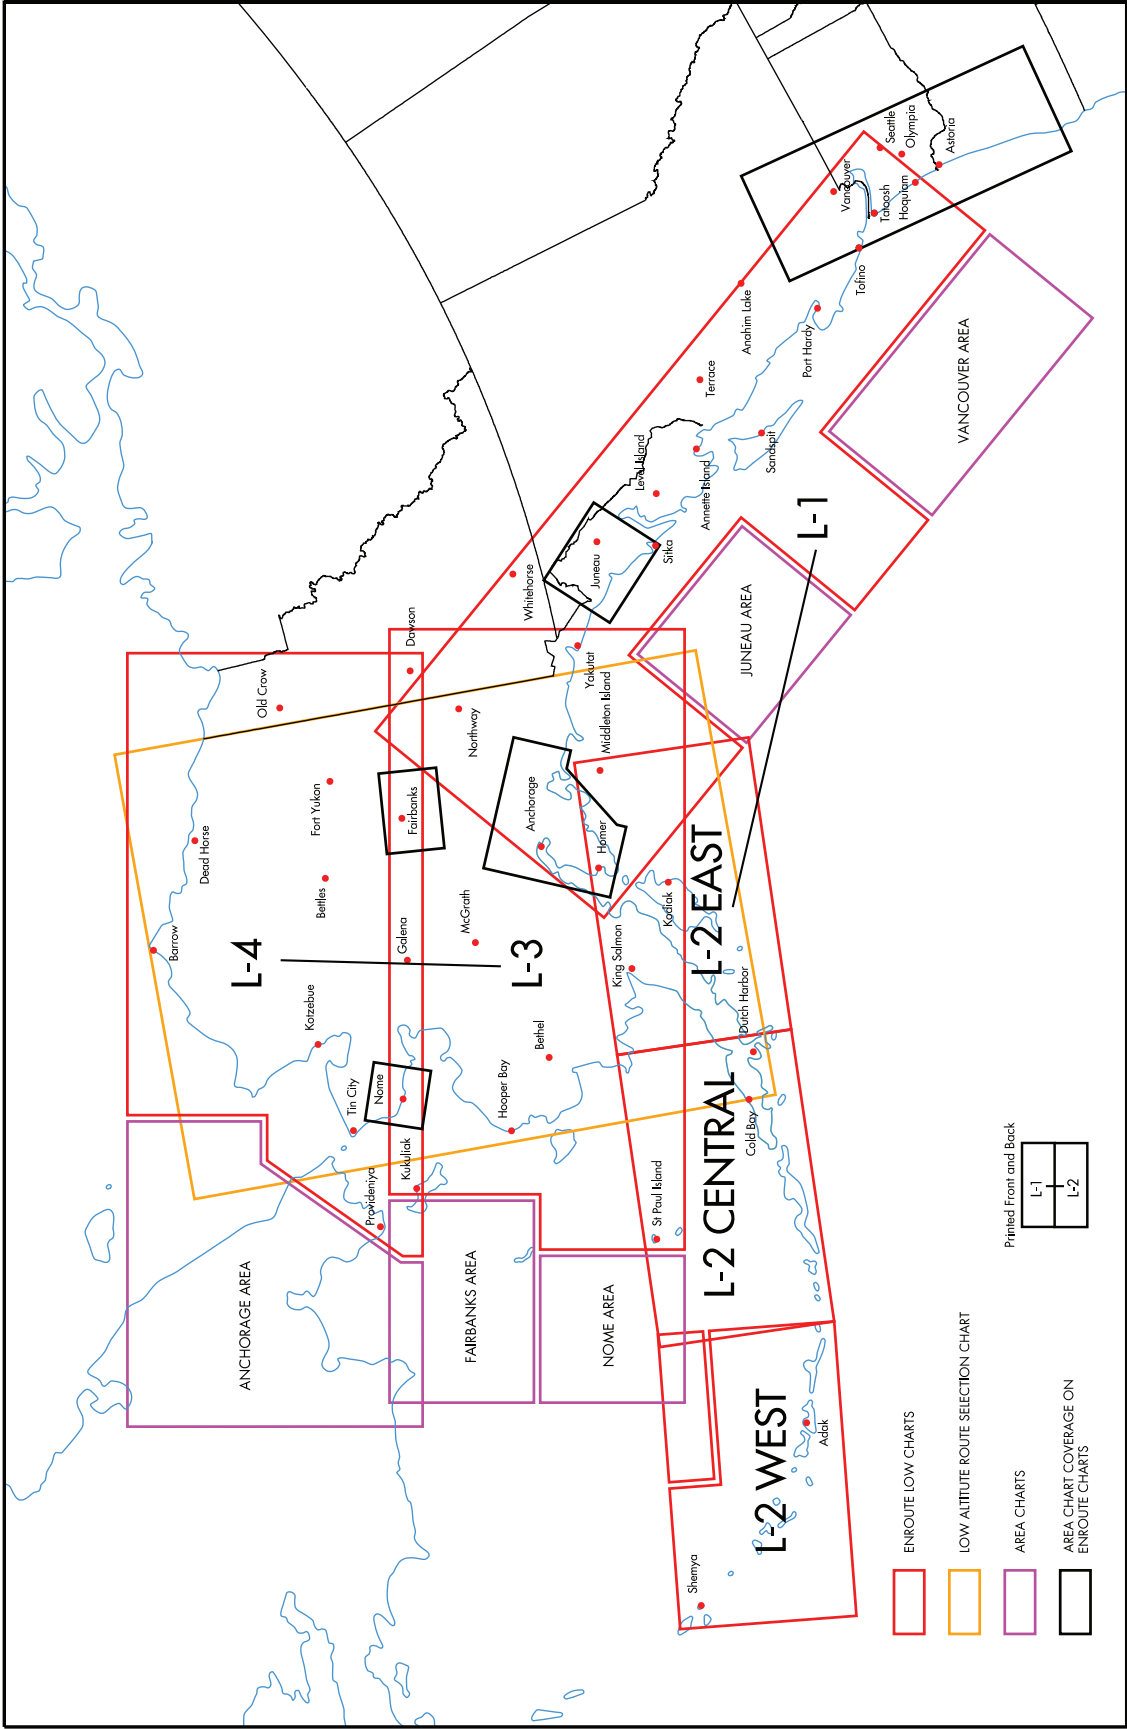 Barrow
Dead Horse
Old Crow
Dawson
Fort Yukon
Bettles
Kotzebue
Tin City
Nome
Provideniya
Kukuliak
Galena
Fairbanks
McGrath
Northway
Whitehorse
L-4
L-3
Hooper Bay
Bethel
Anchorage
Homer
Middleton Island
Yakutat
Juneau
Sitka
Level Island
Annette Island
Terrace
Anahim Lake
Sandspit
Port Hardy
Tofino
Vancouver
Tatoosh
Hoquiam
Seattle
Olympia
Astoria
King Salmon
Kodiak
Dutch Harbor
Cold Bay
St Paul Island
Adak
Shemya
L-1
L-2 EAST
L-2 CENTRAL
L-2 WEST
ANCHORAGE AREA
FAIRBANKS AREA
NOME AREA
JUNEAU AREA
VANCOUVER AREA
ENROUTE LOW CHARTS
LOW ALTITUTE ROUTE SELECTION CHART
AREA CHARTS
AREA CHART COVERAGE ON
ENROUTE CHARTS
Printed Front and Back
L-1
L-2